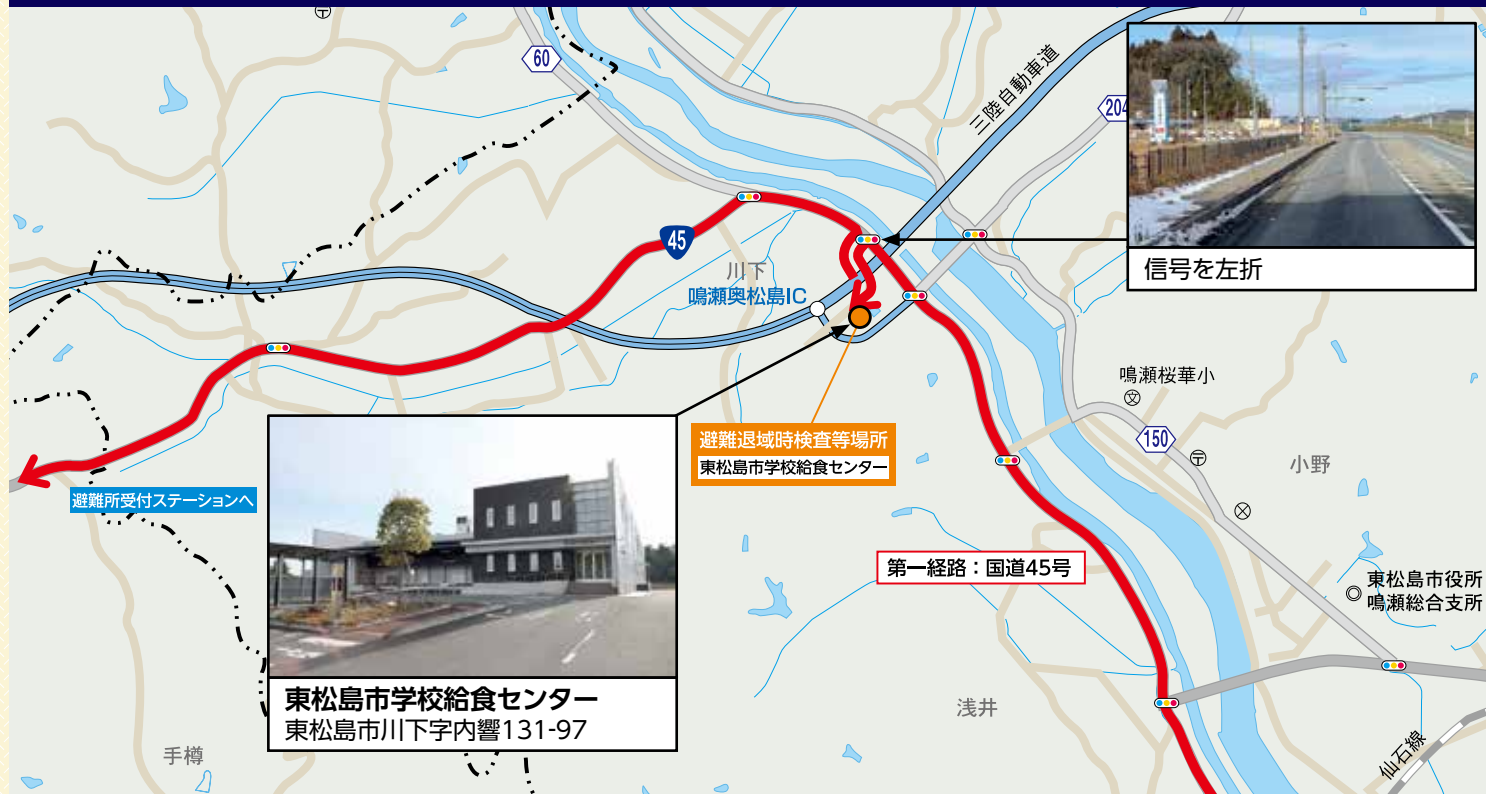 60
三陸自動車道
204
45
信号を左折
川下
鳴瀬奥松島IC
鳴瀬桜華小
文
避難退域時検査等場所
東松島市学校給食センター
150
小野
避難所受付ステーションへ
第一経路：国道45号
東松島市役所
鳴瀬総合支所
東松島市学校給食センター
東松島市川下字内響131-97
浅井
手樽
仙石線